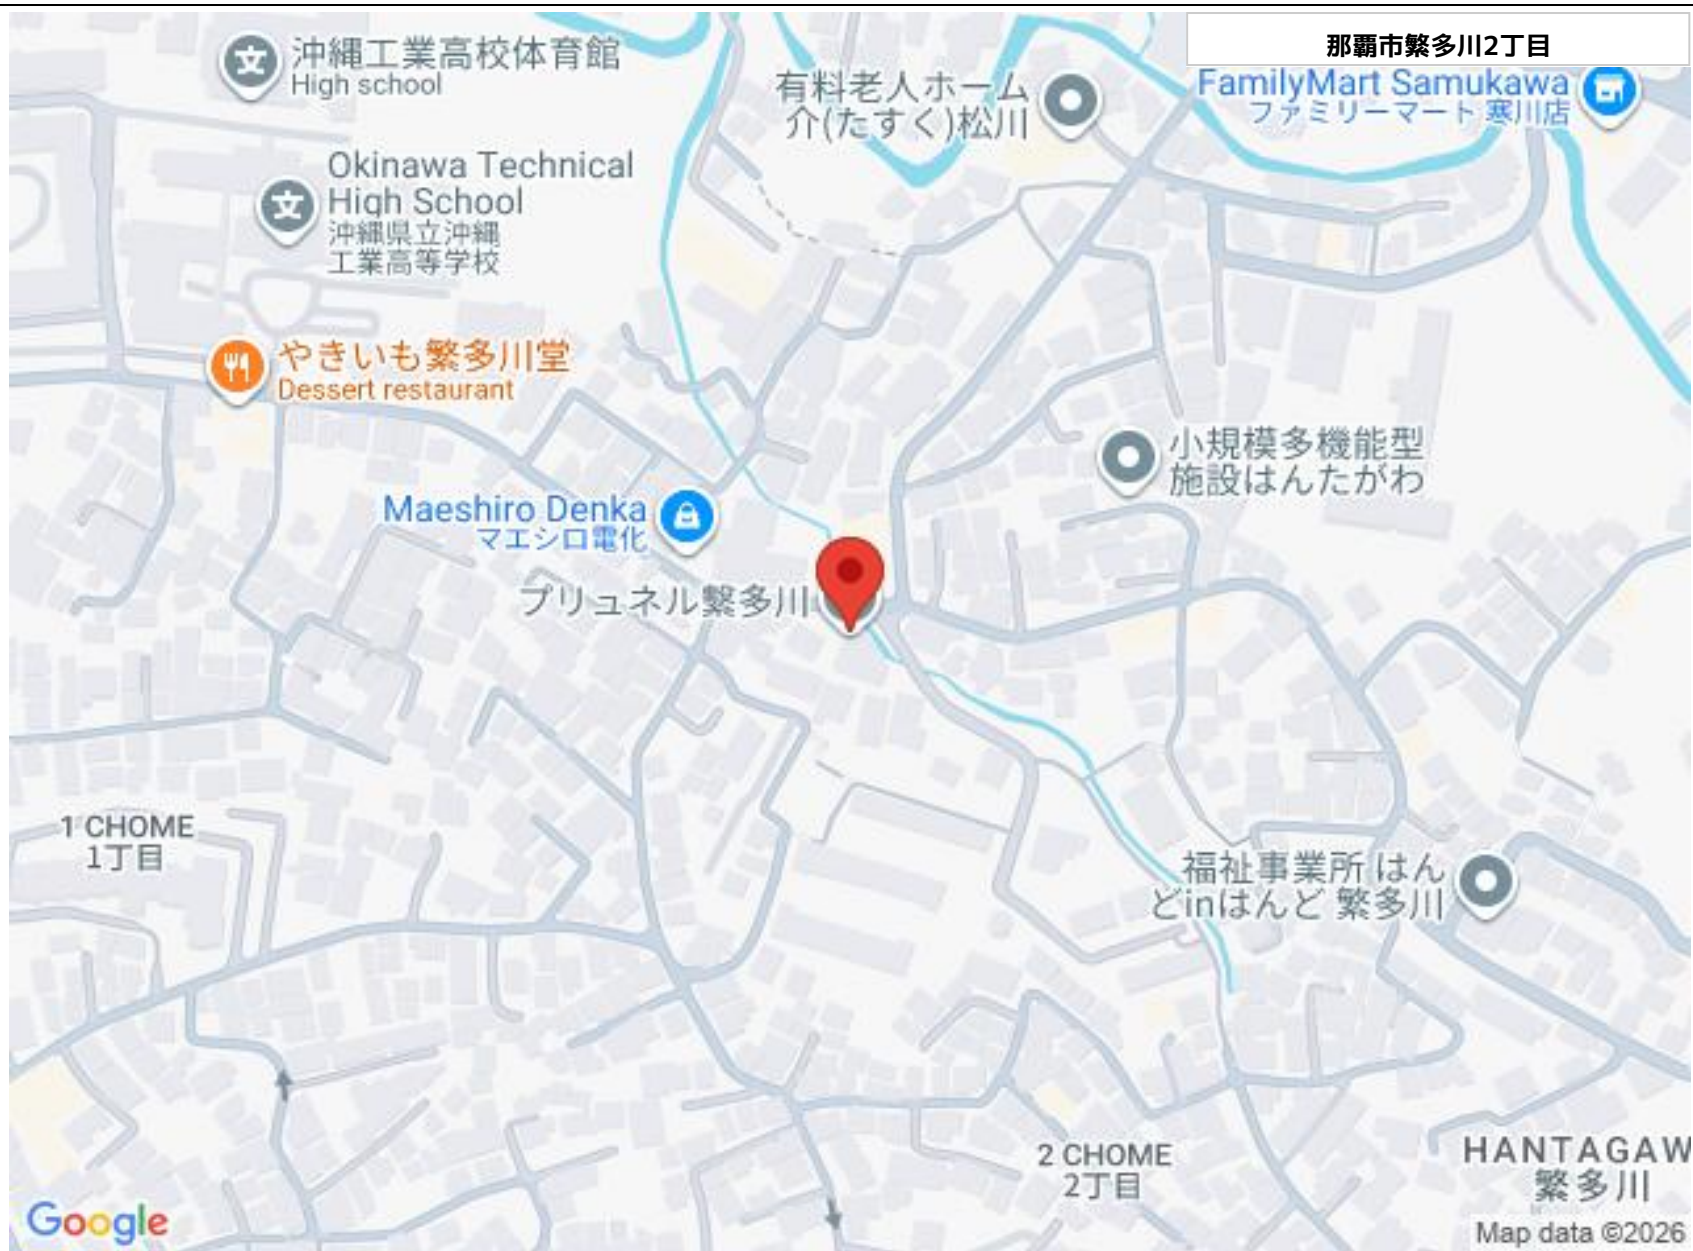 那覇市繁多川2丁目
沖縄工業高校体育館
High school
有料老人ホーム
介(たすく)松川
FamilyMart Samukawa
ファミリーマート 寒川店
Okinawa Technical
High School
沖縄県立沖縄
工業高等学校
やきいも繁多川堂
Dessert restaurant
小規模多機能型
施設はんたがわ
Maeshiro Denka
マエシロ電化
プリュネル繁多川
1 CHOME
1丁目
福祉事業所 はん
どinはんど 繁多川
2 CHOME
2丁目
HANTAGAW
繁多川
Google
Map data ©2026